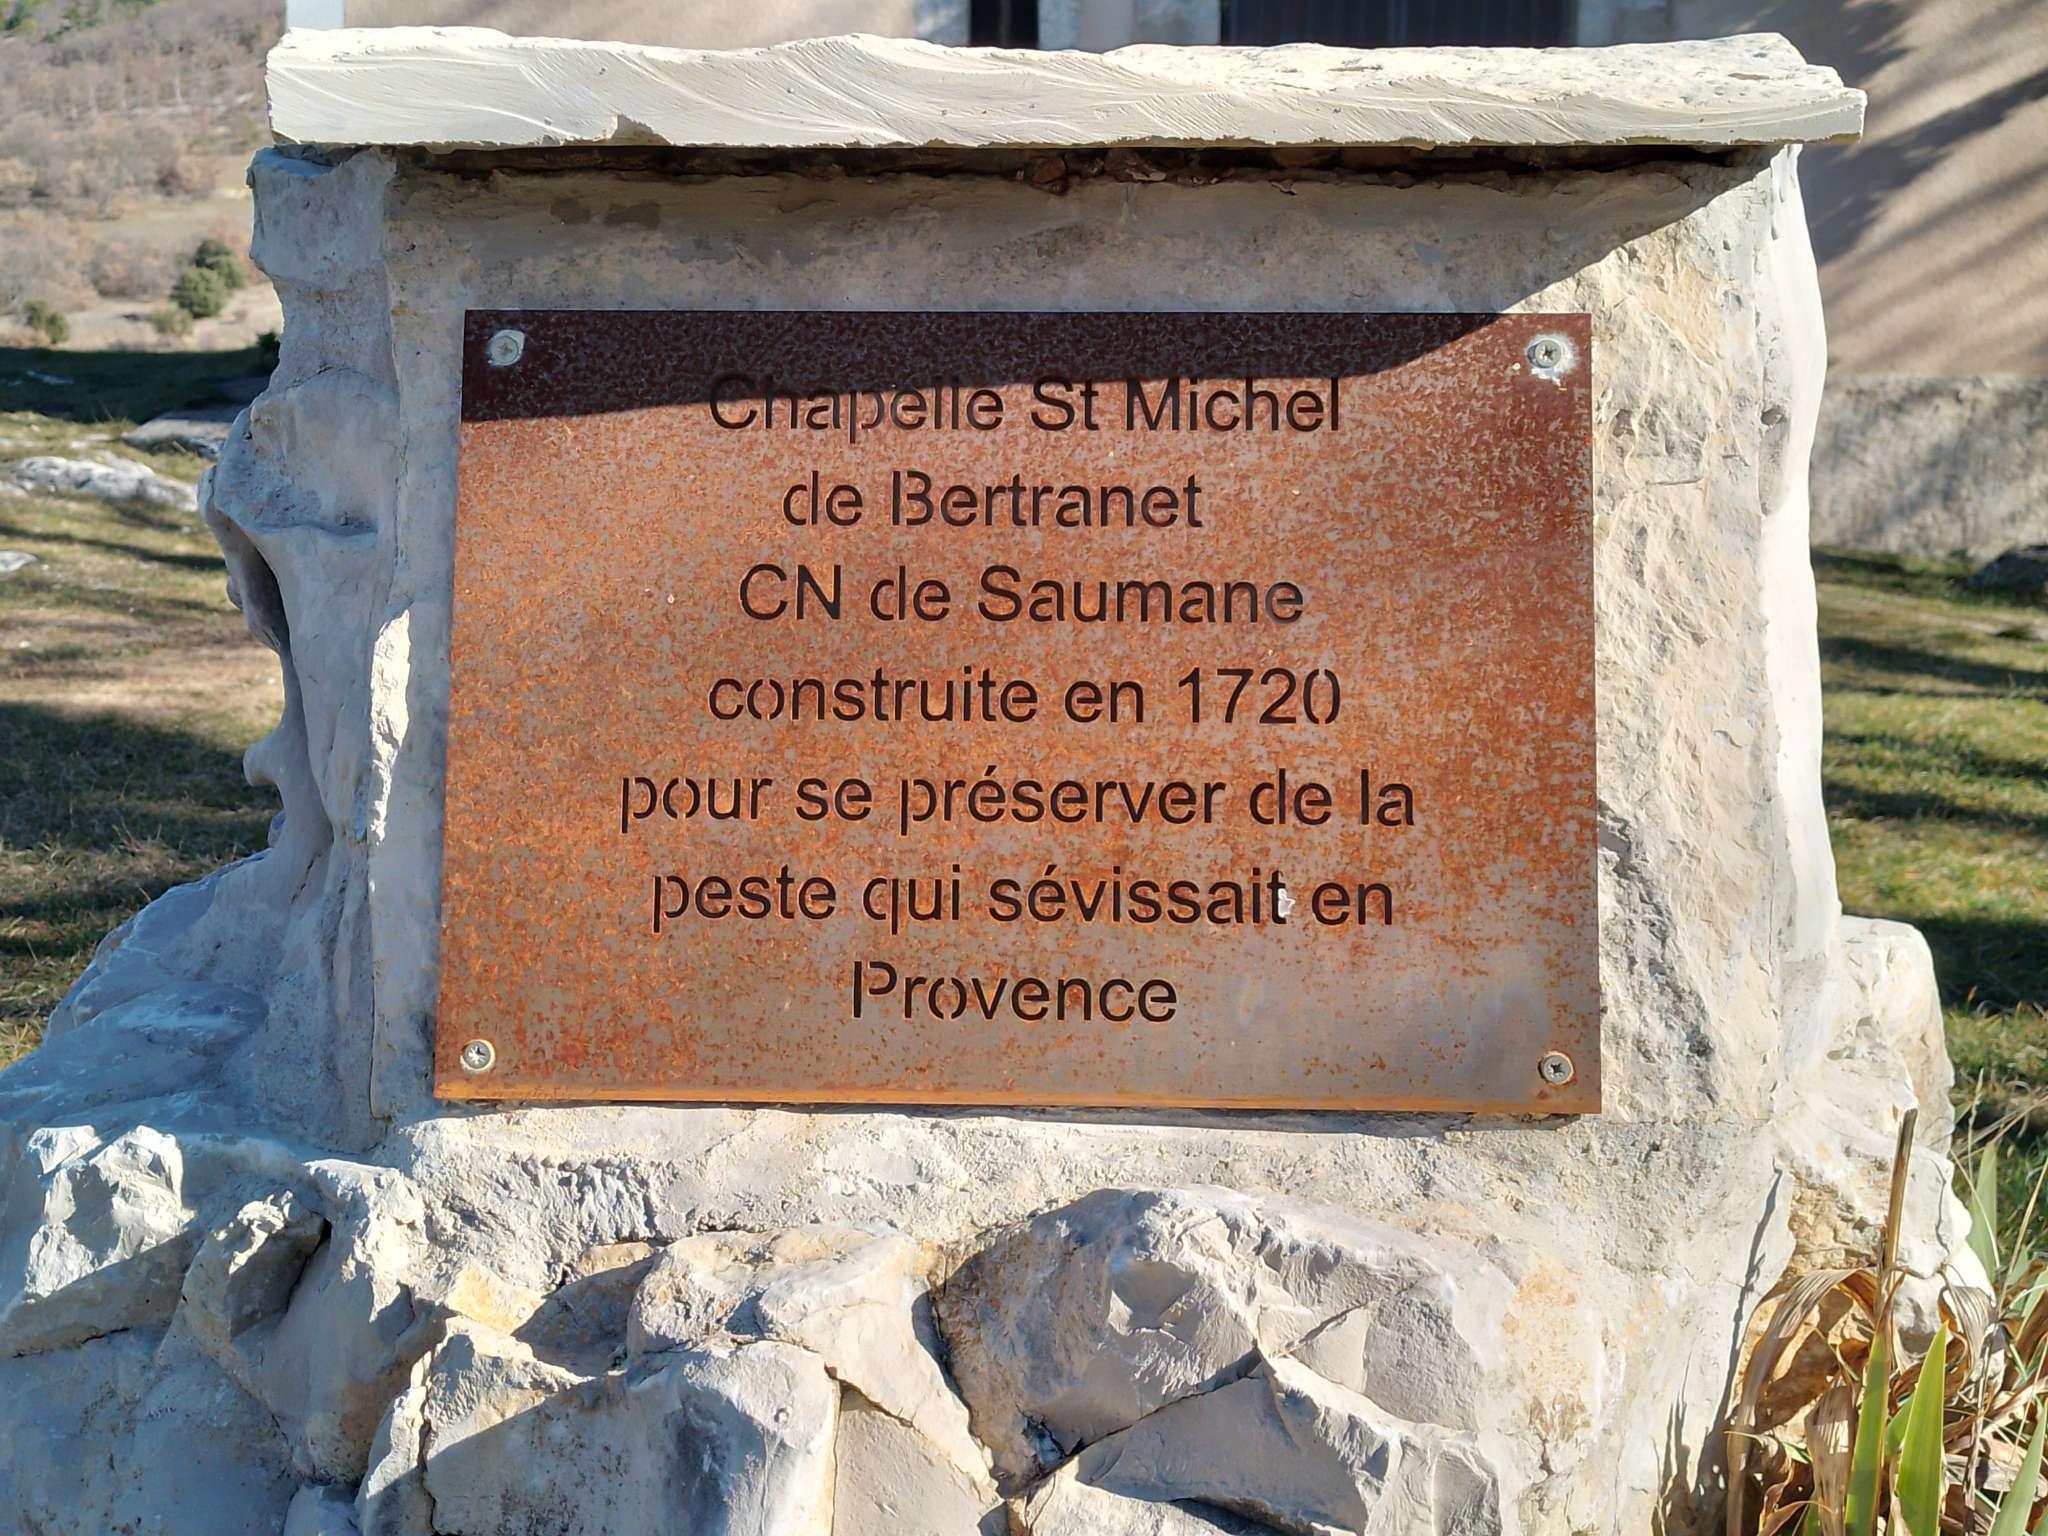 Chapelle St Michel
de Bertranet
CN de Saumane
construite en 1720
pour se préserver de la
peste qui sévissait en
Provence